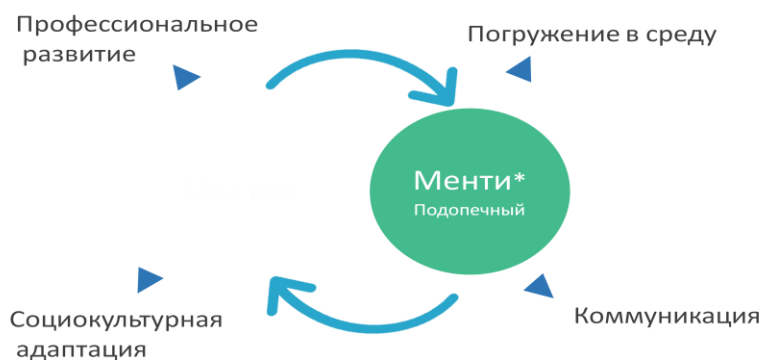 Профессиональное
развитие
Погружение в среду
Менти*
Подопечный
Социокультурная
адаптация
Коммуникация